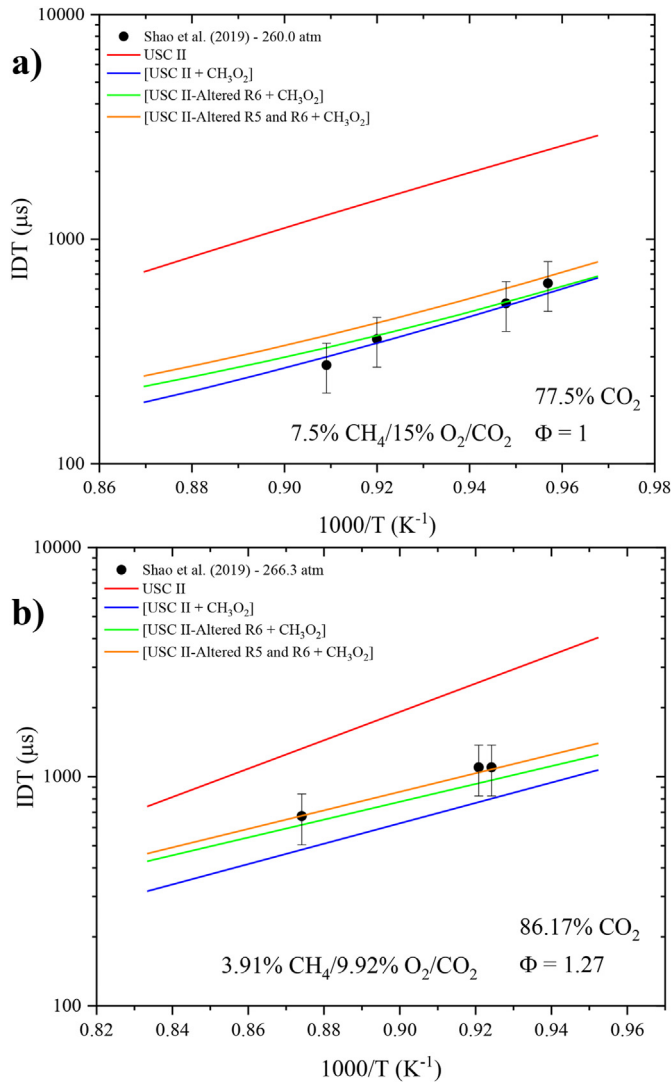 10000
a)
Shao et al. (2019) - 260.0 atm
USC II
[USC II + CH₃O₂]
[USC II-Altered R6 + CH₃O₂]
[USC II-Altered R5 and R6 + CH₃O₂]
IDT (μs)
1000
77.5% CO₂
7.5% CH₄/15% O₂/CO₂ Φ = 1
100
0.86 0.88 0.90 0.92 0.94 0.96 0.98
1000/T (K⁻¹)
10000
b)
Shao et al. (2019) - 266.3 atm
USC II
[USC II + CH₃O₂]
[USC II-Altered R6 + CH₃O₂]
[USC II-Altered R5 and R6 + CH₃O₂]
IDT (μs)
1000
86.17% CO₂
3.91% CH₄/9.92% O₂/CO₂ Φ = 1.27
100
0.82 0.84 0.86 0.88 0.90 0.92 0.94 0.96
1000/T (K⁻¹)